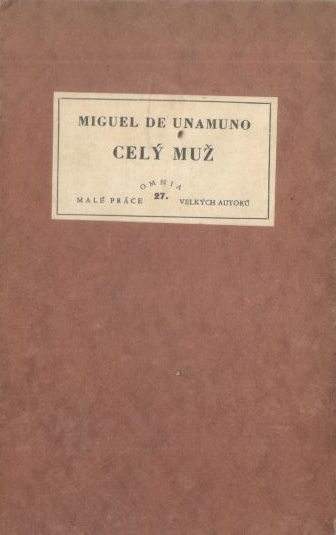 MIGUEL DE UNAMUNO
CELÝ MUŽ
OMNIA
MALÉ PRÁCE 27. VELKÝCH AUTORŮ